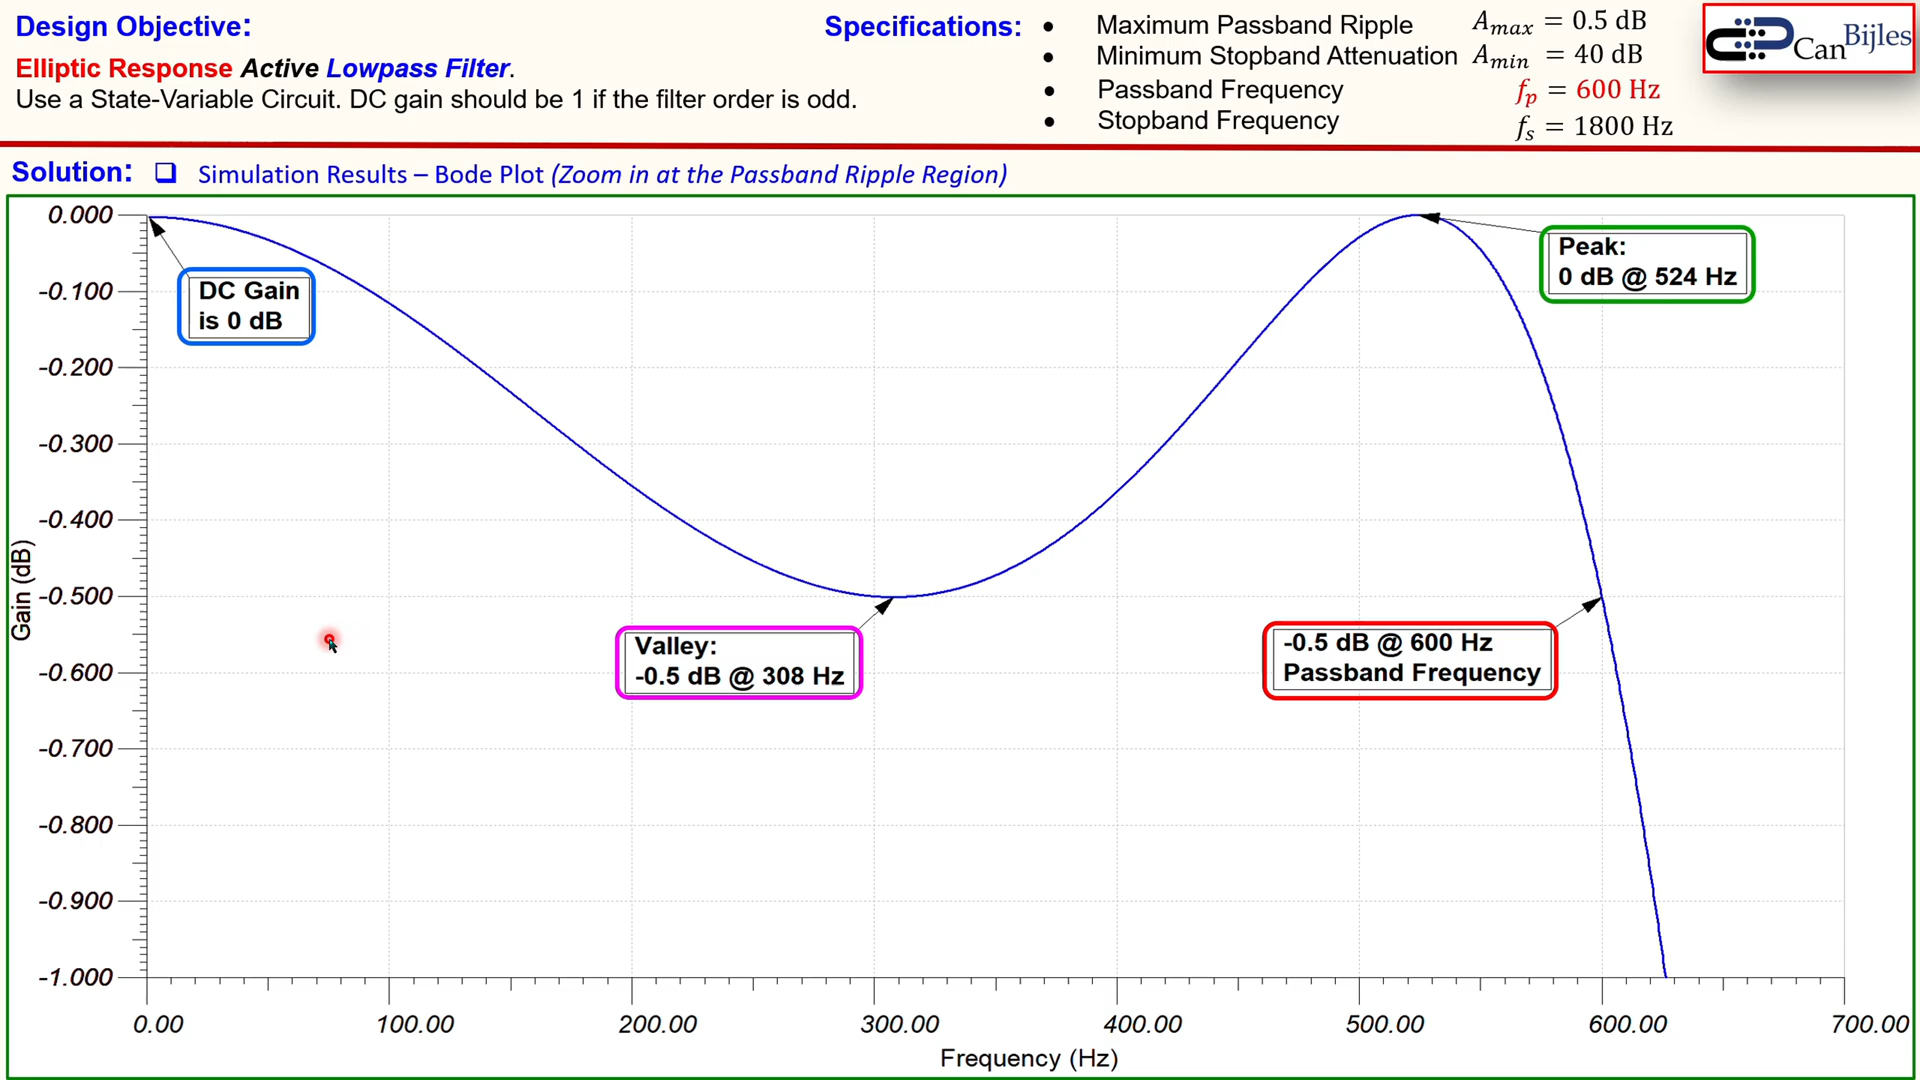 Design Objective:
Elliptic Response Active Lowpass Filter.
Use a State-Variable Circuit. DC gain should be 1 if the filter order is odd.
Specifications:
• Maximum Passband Ripple A_max = 0.5 dB
• Minimum Stopband Attenuation A_min = 40 dB
• Passband Frequency f_p = 600 Hz
• Stopband Frequency f_s = 1800 Hz
CanBijles
Solution: ❑ Simulation Results – Bode Plot (Zoom in at the Passband Ripple Region)
0.000
-0.100
-0.200
-0.300
-0.400
-0.500
-0.600
-0.700
-0.800
-0.900
-1.000
Gain (dB)
DC Gain
is 0 dB
Valley:
-0.5 dB @ 308 Hz
Peak:
0 dB @ 524 Hz
-0.5 dB @ 600 Hz
Passband Frequency
0.00 100.00 200.00 300.00 400.00 500.00 600.00 700.00
Frequency (Hz)